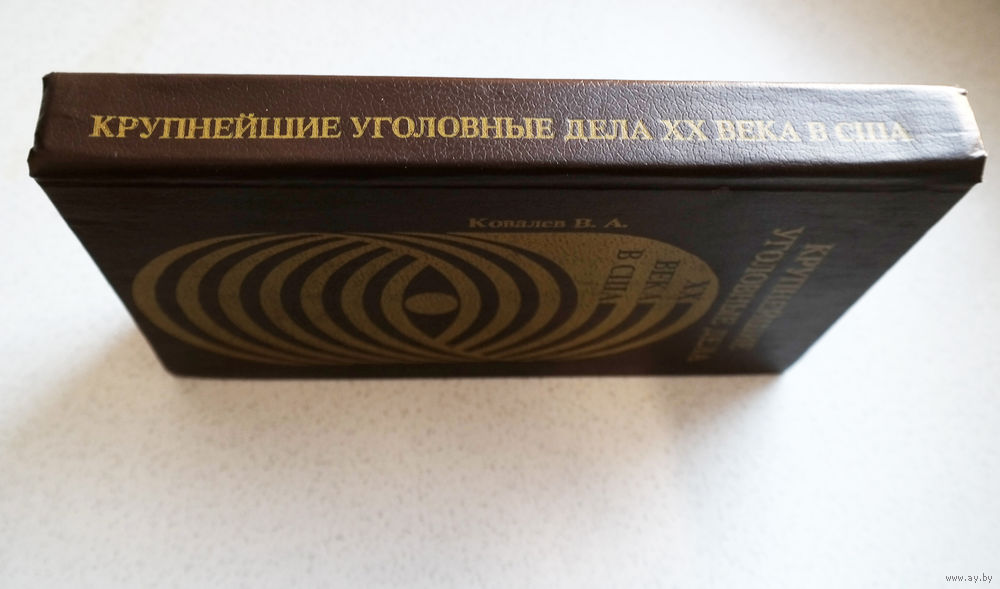 КРУПНЕЙШИЕ УГОЛОВНЫЕ ДЕЛА XX ВЕКА В США
Ковалев В. А.
КРУПНЕЙШИЕ
УГОЛОВНЫЕ ДЕЛА
XX
ВЕКА
В США
www.ay.by